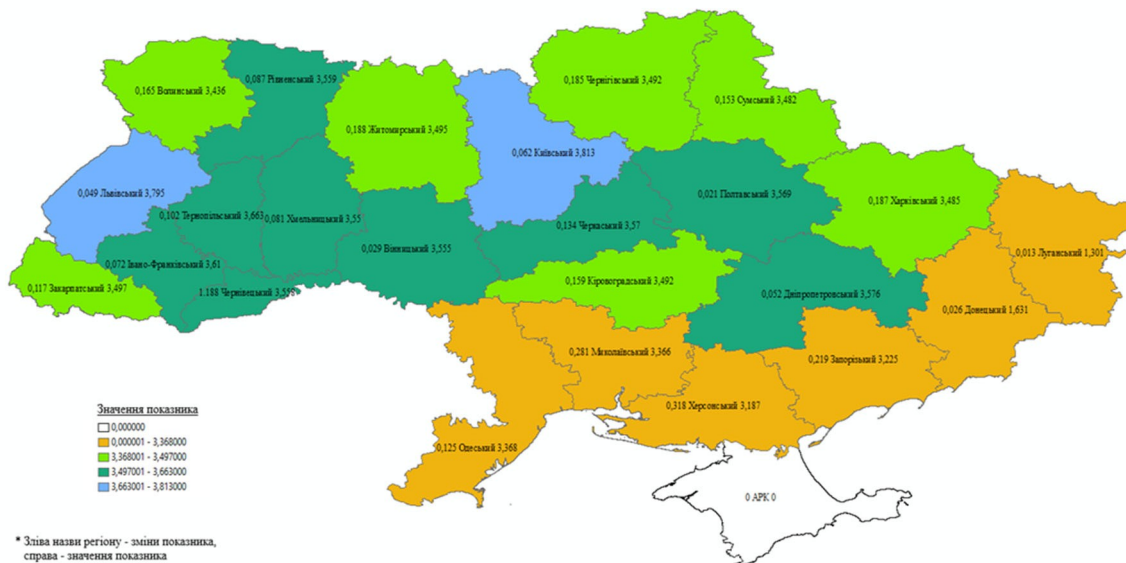 0,185 Чернігівський 3,492
0,087 Рівненський 3,559
0,165 Волинський 3,436
0,153 Сумський 3,482
0,188 Житомирський 3,495
0,062 Київський 3,813
0,049 Львівський 3,795
0,021 Полтавський 3,569
0,187 Харківський 3,485
0,102 Тернопільський 3,663
0,081 Хмельницький 3,55
0,134 Черкаський 3,57
0,029 Вінницький 3,555
0,013 Луганський 1,301
0,072 Івано-Франківський 3,61
0,117 Закарпатський 3,497
1,188 Чернівецький 3,559
0,159 Кіровоградський 3,492
0,052 Дніпропетровський 3,576
0,026 Донецький 1,631
0,281 Миколаївський 3,366
0,219 Запорізький 3,225
0,318 Херсонський 3,187
0,125 Одеський 3,368
0 АРК 0
Значення показника
0,000000
0,000001 - 3,368000
3,368001 - 3,497000
3,497001 - 3,663000
3,663001 - 3,813000
* Зліва назви регіону - зміни показника,
справа - значення показника